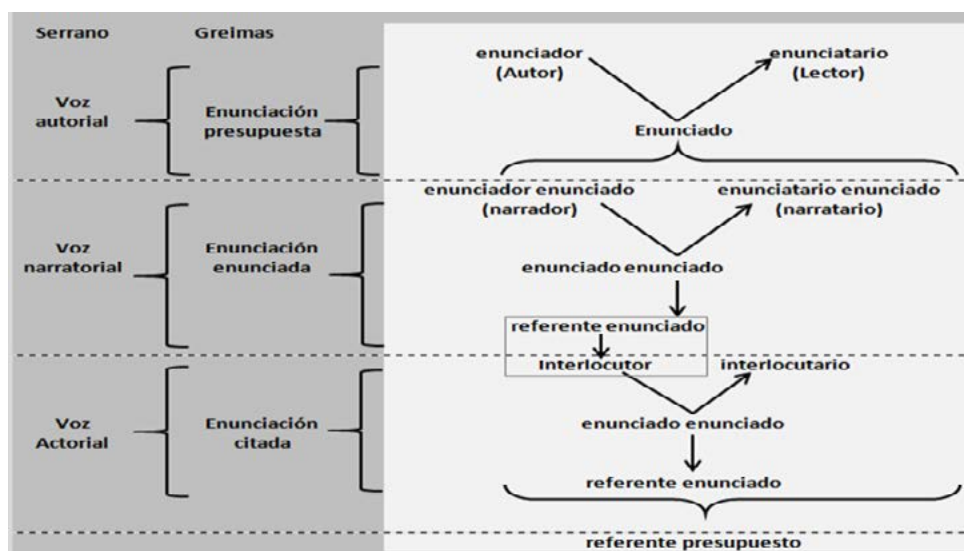 Serrano
Greimas
enunciador
(Autor)
enunciatario
(Lector)
Voz
autorial
Enunciación
presupuesta
Enunciado
enunciador enunciado
(narrador)
enunciatario enunciado
(narratario)
Voz
narratorial
Enunciación
enunciada
enunciado enunciado
referente enunciado
Interlocutor
interlocutario
Voz
Actorial
Enunciación
citada
enunciado enunciado
referente enunciado
referente presupuesto